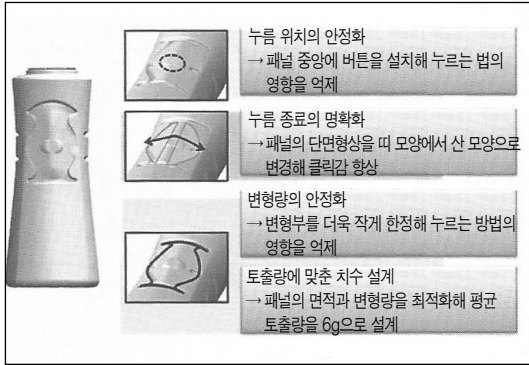 누름 위치의 안정화
→ 패널 중앙에 버튼을 설치해 누르는 법의
영향을 억제
누름 종료의 명확화
→ 패널의 단면형상을 띠 모양에서 산 모양으로
변경해 클릭감 향상
변형량의 안정화
→ 변형부를 더욱 작게 한정해 누르는 방법의
영향을 억제
토출량에 맞춘 치수 설계
→ 패널의 면적과 변형량을 최적화해 평균
토출량을 6g으로 설계